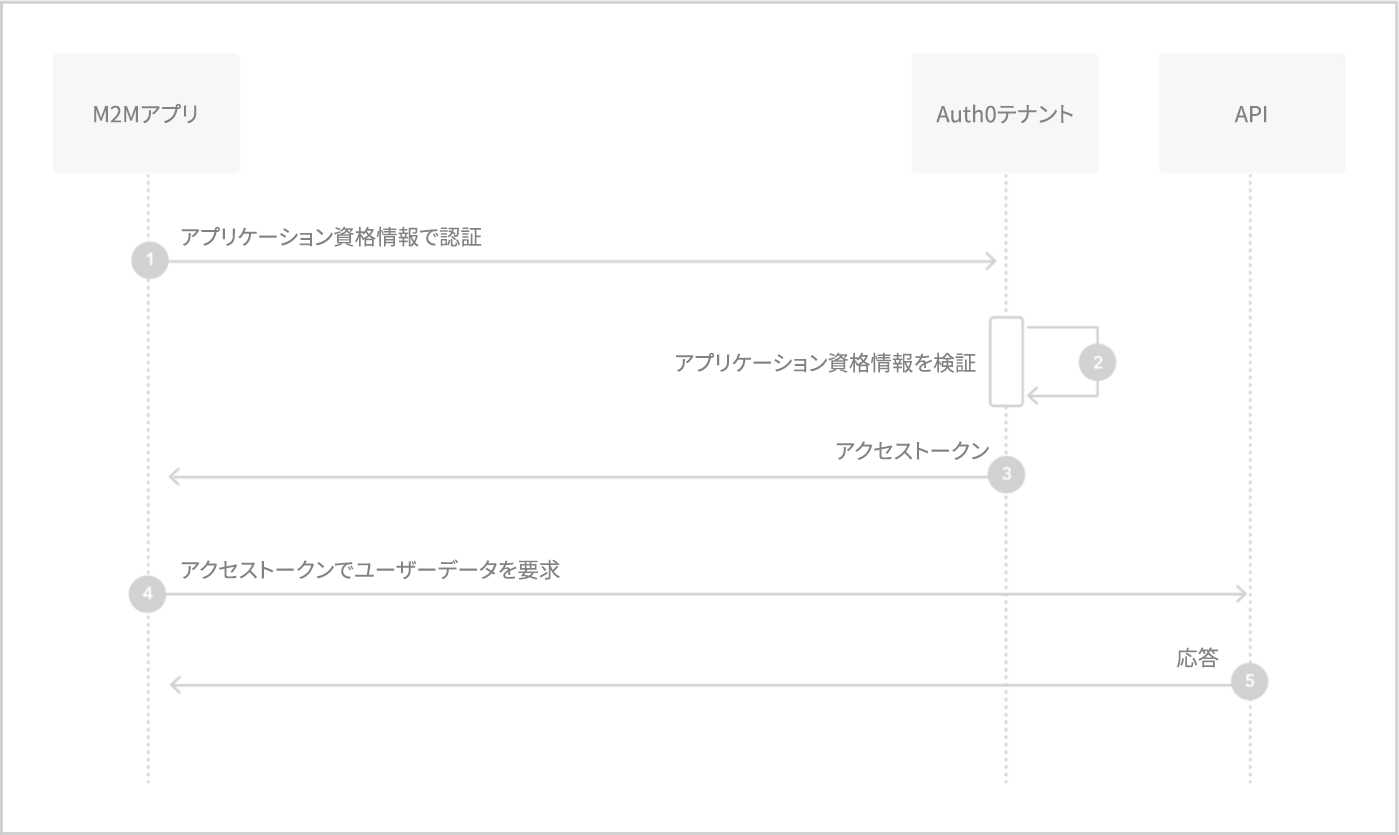 M2Mアプリ
Auth0テナント
API
アプリケーション資格情報で認証
1
アプリケーション資格情報を検証
2
アクセストークン
3
アクセストークンでユーザーデータを要求
4
応答
5